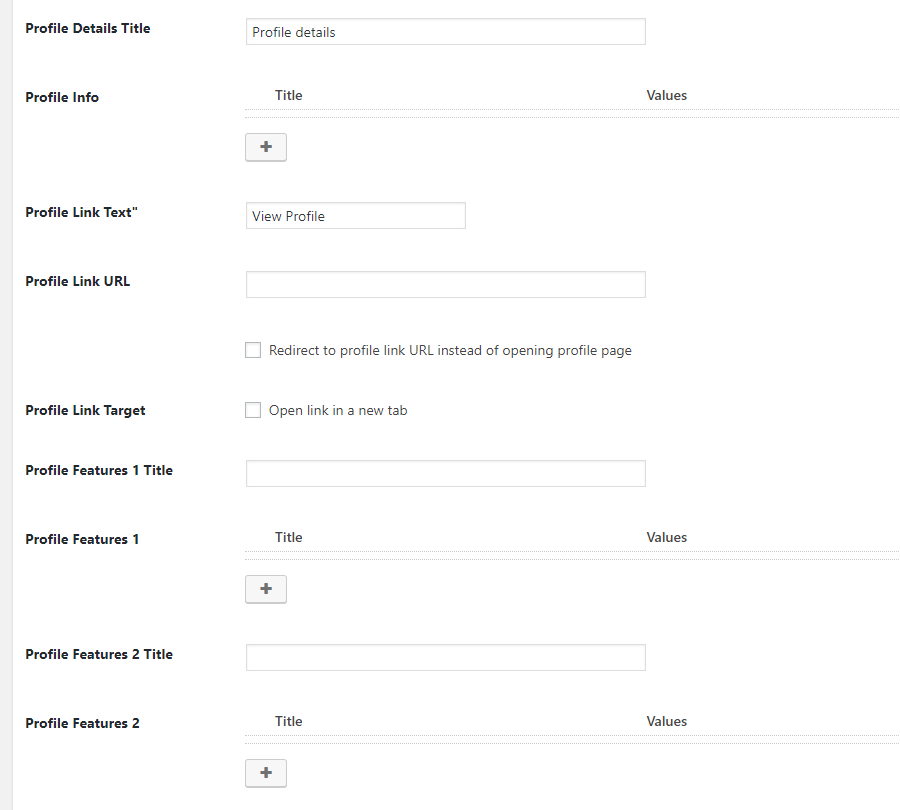 Profile Details Title
Profile details
Profile Info
Title Values
+
Profile Link Text"
View Profile
Profile Link URL
Redirect to profile link URL instead of opening profile page
Profile Link Target
Open link in a new tab
Profile Features 1 Title
Profile Features 1
Title Values
+
Profile Features 2 Title
Profile Features 2
Title Values
+